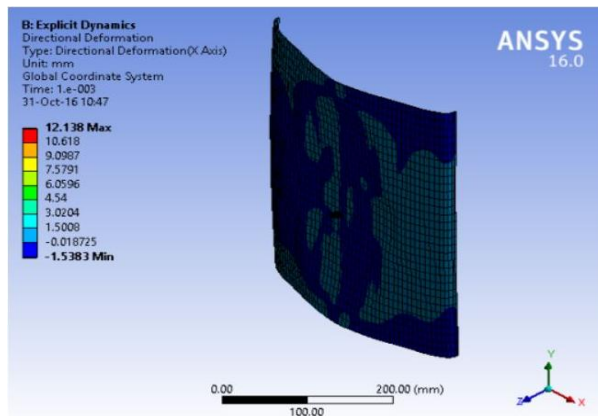 B: Explicit Dynamics
Directional Deformation
Type: Directional Deformation(X Axis)
Unit: mm
Global Coordinate System
Time: 1.e-003
31-Oct-16 10:47
12.138 Max
10.618
9.0987
7.5791
6.0596
4.54
3.0204
1.5008
-0.018725
-1.5383 Min
ANSYS
16.0
0.00
200.00 (mm)
100.00
Y
Z
X